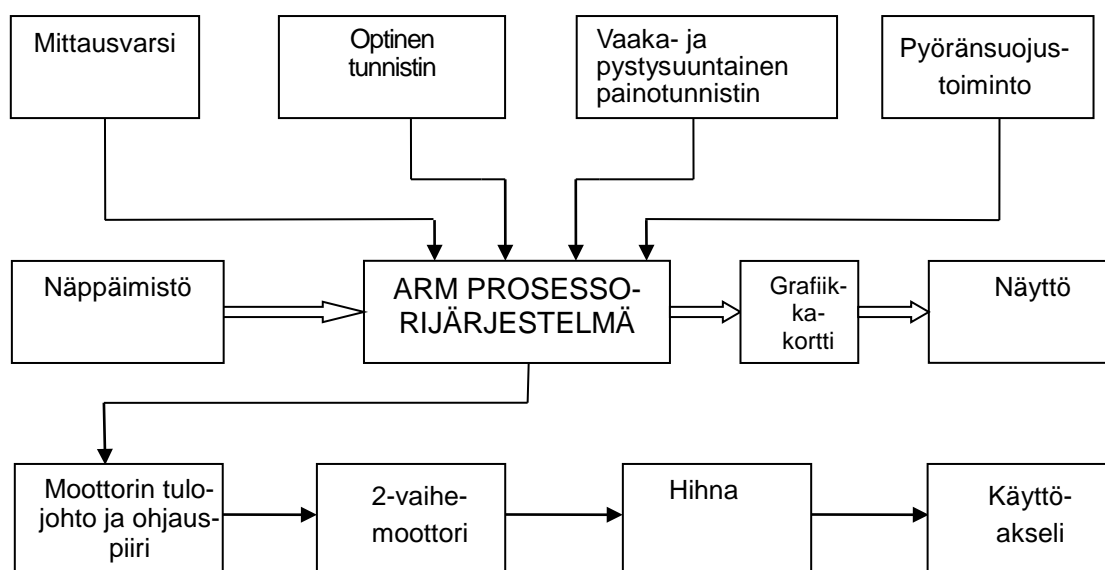 Mittausvarsi
Optinen
tunnistin
Vaaka- ja
pystysuuntainen
painotunnistin
Pyöränsuojus-
toiminto
Näppäimistö
ARM PROSESSO-
RIJÄRJESTELMÄ
Grafiik-
ka-
kortti
Näyttö
Moottorin tulo-
johto ja ohjaus-
piiri
2-vaihe-
moottori
Hihna
Käyttö-
akseli